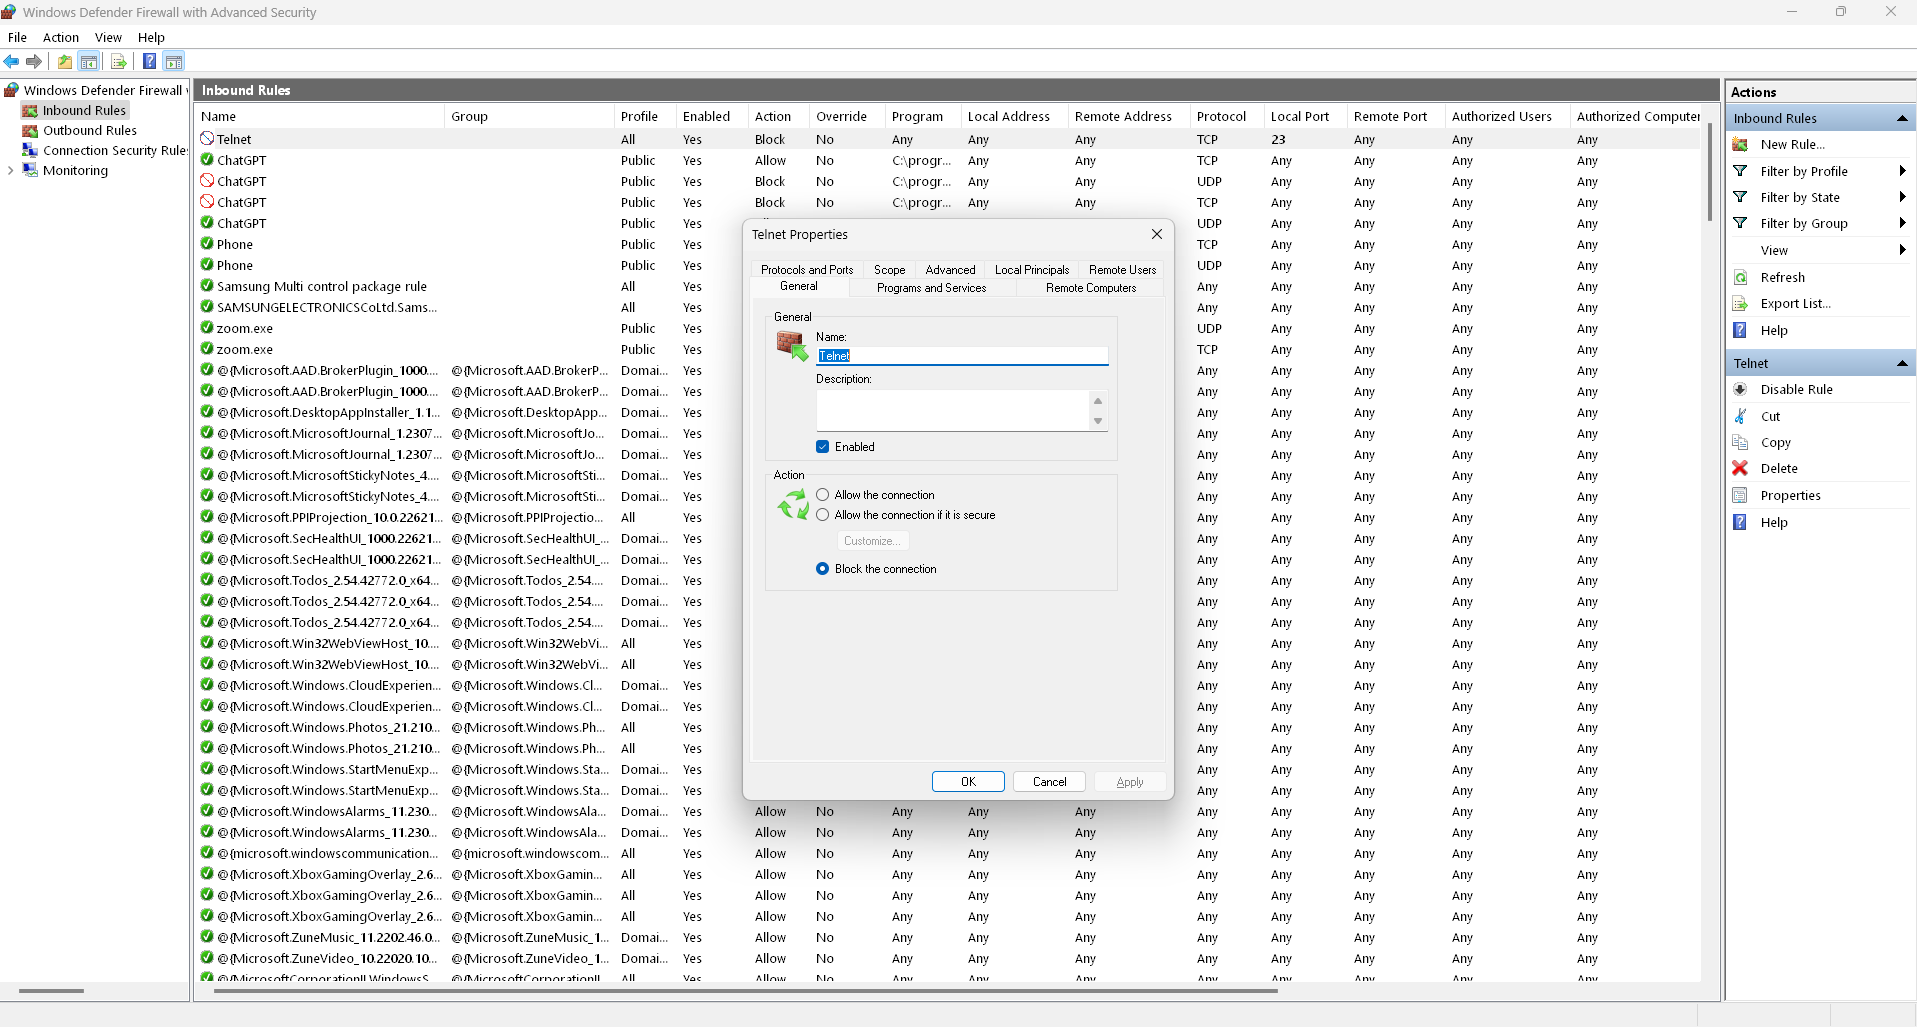 Windows Defender Firewall with Advanced Security
File Action View Help
Windows Defender Firewall
Inbound Rules
Outbound Rules
Connection Security Rules
Monitoring
Inbound Rules
Name Group Profile Enabled Action Override Program Local Address Remote Address Protocol Local Port Remote Port Authorized Users Authorized Computer
Telnet All Yes Block No Any Any Any TCP 23 Any Any Any
ChatGPT Public Yes Allow No C:\progr... Any Any TCP Any Any Any Any
ChatGPT Public Yes Block No C:\progr... Any Any UDP Any Any Any Any
ChatGPT Public Yes Block No C:\progr... Any Any TCP Any Any Any Any
ChatGPT Public Yes UDP Any Any Any Any
Phone Public Yes TCP Any Any Any Any
Phone Public Yes UDP Any Any Any Any
Samsung Multi control package rule All Yes Any Any Any Any Any
SAMSUNGELECTRONICSCoLtd.Sams... All Yes Any Any Any Any Any
zoom.exe Public Yes UDP Any Any Any Any
zoom.exe Public Yes TCP Any Any Any Any
@{Microsoft.AAD.BrokerPlugin_1000.... @{Microsoft.AAD.BrokerP... Domai... Yes Any Any Any Any Any
@{Microsoft.AAD.BrokerPlugin_1000.... @{Microsoft.AAD.BrokerP... Domai... Yes Any Any Any Any Any
@{Microsoft.DesktopAppInstaller_1.1... @{Microsoft.DesktopApp... Domai... Yes Any Any Any Any Any
@{Microsoft.MicrosoftJournal_1.2307... @{Microsoft.MicrosoftJo... Domai... Yes Any Any Any Any Any
@{Microsoft.MicrosoftJournal_1.2307... @{Microsoft.MicrosoftJo... Domai... Yes Any Any Any Any Any
@{Microsoft.MicrosoftStickyNotes_4.... @{Microsoft.MicrosoftSti... Domai... Yes Any Any Any Any Any
@{Microsoft.MicrosoftStickyNotes_4.... @{Microsoft.MicrosoftSti... Domai... Yes Any Any Any Any Any
@{Microsoft.PPIProjection_10.0.22621... @{Microsoft.PPIProjectio... All Yes Any Any Any Any Any
@{Microsoft.SecHealthUI_1000.22621... @{Microsoft.SecHealthUI_... Domai... Yes Any Any Any Any Any
@{Microsoft.SecHealthUI_1000.22621... @{Microsoft.SecHealthUI_... Domai... Yes Any Any Any Any Any
@{Microsoft.Todos_2.54.42772.0_x64... @{Microsoft.Todos_2.54.... Domai... Yes Any Any Any Any Any
@{Microsoft.Todos_2.54.42772.0_x64... @{Microsoft.Todos_2.54.... Domai... Yes Any Any Any Any Any
@{Microsoft.Todos_2.54.42772.0_x64... @{Microsoft.Todos_2.54.... Domai... Yes Any Any Any Any Any
@{Microsoft.Win32WebViewHost_10.... @{Microsoft.Win32WebVi... All Yes Any Any Any Any Any
@{Microsoft.Win32WebViewHost_10.... @{Microsoft.Win32WebVi... All Yes Any Any Any Any Any
@{Microsoft.Windows.CloudExperien... @{Microsoft.Windows.Cl... Domai... Yes Any Any Any Any Any
@{Microsoft.Windows.CloudExperien... @{Microsoft.Windows.Cl... Domai... Yes Any Any Any Any Any
@{Microsoft.Windows.Photos_21.210... @{Microsoft.Windows.Ph... All Yes Any Any Any Any Any
@{Microsoft.Windows.Photos_21.210... @{Microsoft.Windows.Ph... All Yes Any Any Any Any Any
@{Microsoft.Windows.StartMenuExp... @{Microsoft.Windows.Sta... Domai... Yes Any Any Any Any Any
@{Microsoft.Windows.StartMenuExp... @{Microsoft.Windows.Sta... Domai... Yes Any Any Any Any Any
@{Microsoft.WindowsAlarms_11.230... @{Microsoft.WindowsAla... Domai... Yes Allow No Any Any Any Any Any Any Any Any
@{Microsoft.WindowsAlarms_11.230... @{Microsoft.WindowsAla... Domai... Yes Allow No Any Any Any Any Any Any Any Any
@{microsoft.windowscommunication... @{microsoft.windowscom... All Yes Allow No Any Any Any Any Any Any Any Any
@{Microsoft.XboxGamingOverlay_2.6... @{Microsoft.XboxGamin... All Yes Allow No Any Any Any Any Any Any Any Any
@{Microsoft.XboxGamingOverlay_2.6... @{Microsoft.XboxGamin... All Yes Allow No Any Any Any Any Any Any Any Any
@{Microsoft.XboxGamingOverlay_2.6... @{Microsoft.XboxGamin... All Yes Allow No Any Any Any Any Any Any Any Any
@{Microsoft.ZuneMusic_11.2202.46.0... @{Microsoft.ZuneMusic_1... Domai... Yes Allow No Any Any Any Any Any Any Any Any
@{Microsoft.ZuneVideo_10.22020.10... @{Microsoft.ZuneVideo_1... Domai... Yes Allow No Any Any Any Any Any Any Any Any
@{MicrosoftCorporationII.WindowsS... @{MicrosoftCorporationII... All Yes Allow No Any Any Any Any Any Any Any Any
Telnet Properties
Protocols and Ports Scope Advanced Local Principals Remote Users
General Programs and Services Remote Computers
General
Name:
Telnet
Description:
Enabled
Action
Allow the connection
Allow the connection if it is secure
Customize...
Block the connection
OK Cancel Apply
Actions
Inbound Rules
New Rule...
Filter by Profile
Filter by State
Filter by Group
View
Refresh
Export List...
Help
Telnet
Disable Rule
Cut
Copy
Delete
Properties
Help